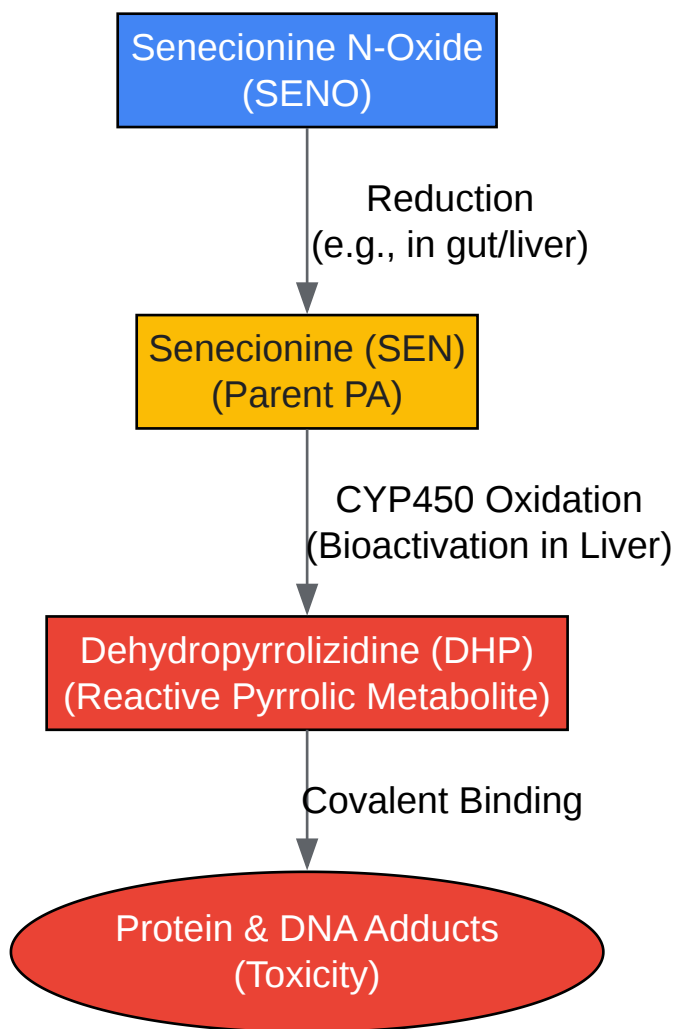 Senecionine N-Oxide
(SENO)
Reduction
(e.g., in gut/liver)
Senecionine (SEN)
(Parent PA)
CYP450 Oxidation
(Bioactivation in Liver)
Dehydropyrrolizidine (DHP)
(Reactive Pyrrolic Metabolite)
Covalent Binding
Protein & DNA Adducts
(Toxicity)